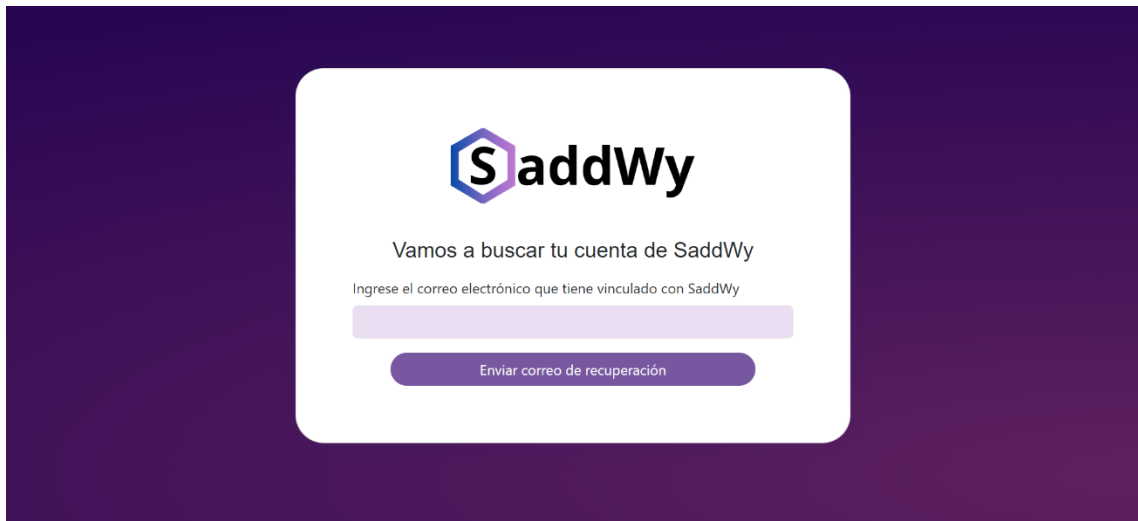 SaddWy
Vamos a buscar tu cuenta de SaddWy
Ingrese el correo electrónico que tiene vinculado con SaddWy
Enviar correo de recuperación